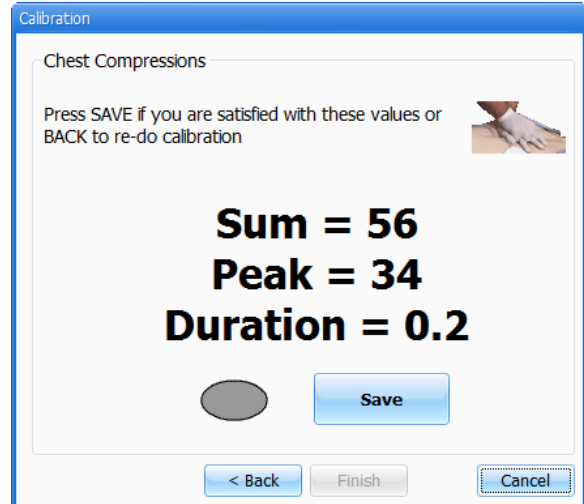 Calibration
Chest Compressions
Press SAVE if you are satisfied with these values or
BACK to re-do calibration
Sum = 56
Peak = 34
Duration = 0.2
Save
< Back
Finish
Cancel